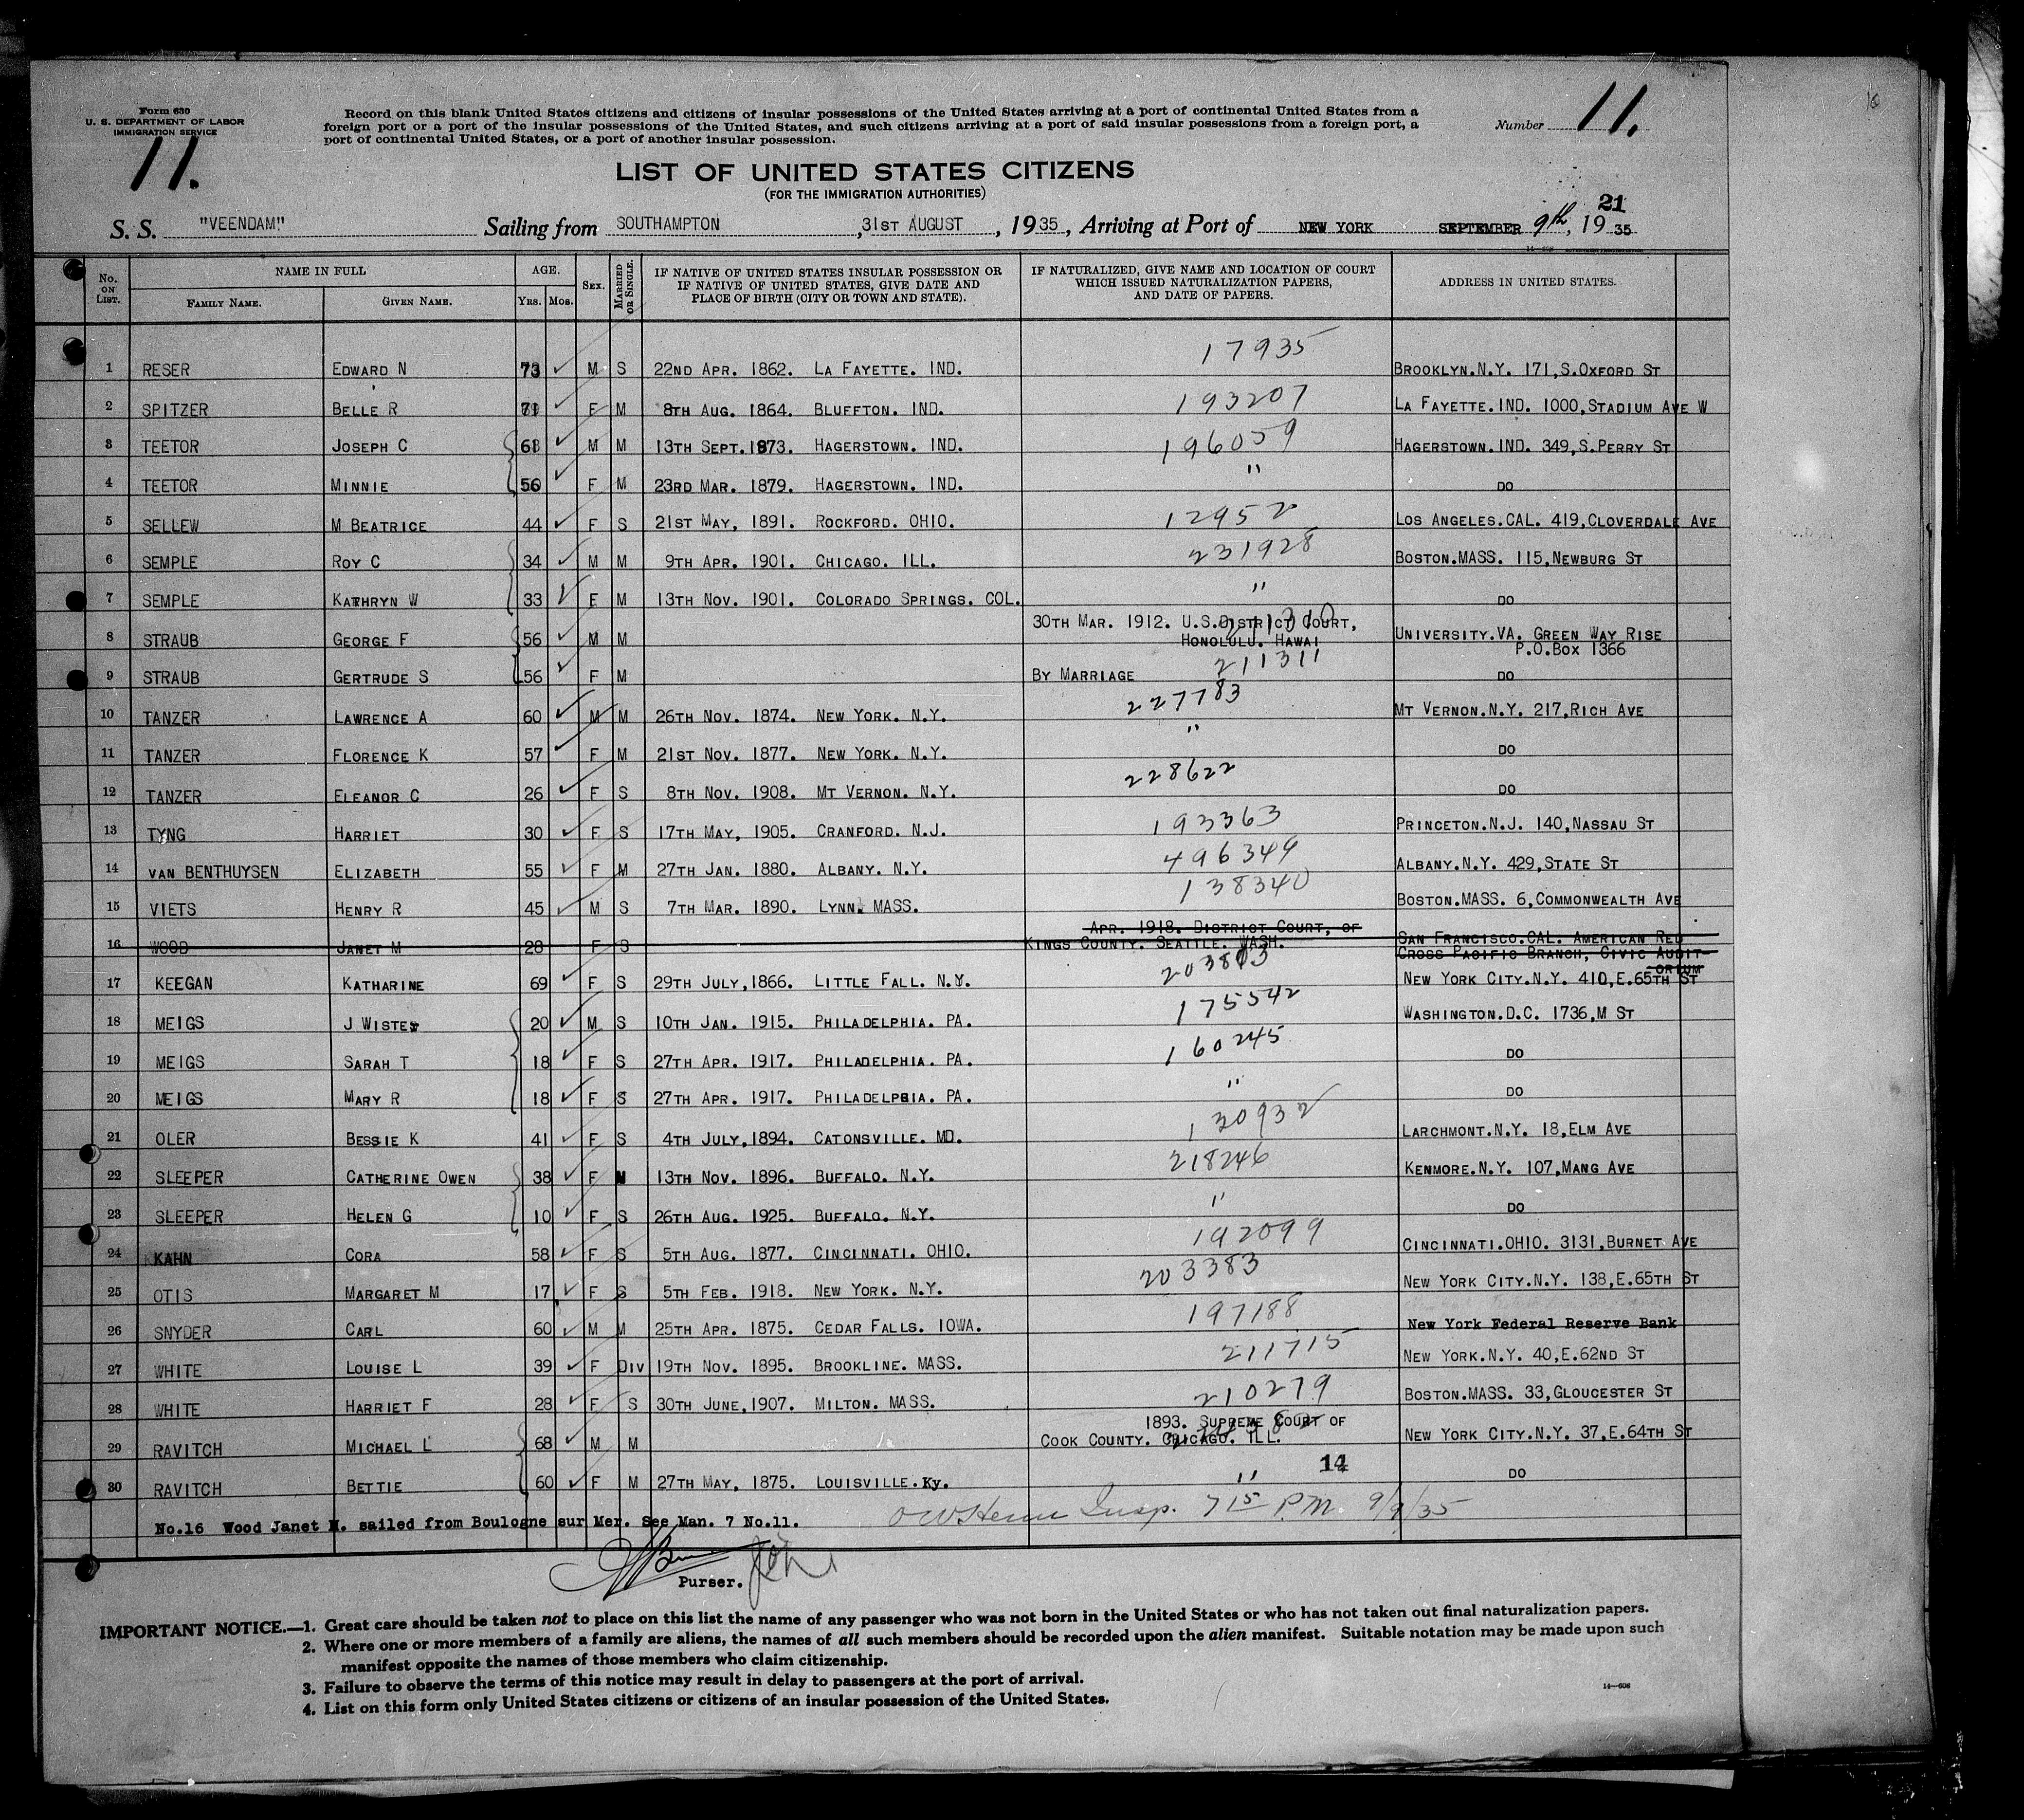 Form 630
U. S. DEPARTMENT OF LABOR
IMMIGRATION SERVICE
11.
Record on this blank United States citizens and citizens of insular possessions of the United States arriving at a port of continental United States from a
foreign port or a port of the insular possessions of the United States, and such citizens arriving at a port of said insular possessions from a foreign port, a
port of continental United States, or a port of another insular possession.
Number 11.
LIST OF UNITED STATES CITIZENS
(FOR THE IMMIGRATION AUTHORITIES)
21
S. S. "VEENDAM" Sailing from SOUTHAMPTON, 31ST AUGUST, 1935, Arriving at Port of NEW YORK SEPTEMBER 9th, 1935
No. ON LIST. NAME IN FULL FAMILY NAME. GIVEN NAME. AGE. YRS. MOS. SEX. MARRIED OR SINGLE. IF NATIVE OF UNITED STATES INSULAR POSSESSION OR IF NATIVE OF UNITED STATES, GIVE DATE AND PLACE OF BIRTH (CITY OR TOWN AND STATE). IF NATURALIZED, GIVE NAME AND LOCATION OF COURT WHICH ISSUED NATURALIZATION PAPERS, AND DATE OF PAPERS. ADDRESS IN UNITED STATES.
1 RESER EDWARD N 73 M S 22ND APR. 1862. LA FAYETTE. IND. 17935 BROOKLYN.N.Y. 171,S.OXFORD ST
2 SPITZER BELLE R 71 F M 8TH AUG. 1864. BLUFFTON. IND. 193207 LA FAYETTE.IND. 1000,STADIUM AVE W
3 TEETOR JOSEPH C 61 M M 13TH SEPT.1873. HAGERSTOWN. IND. 196059 HAGERSTOWN.IND. 349,S.PERRY ST
4 TEETOR MINNIE 56 F M 23RD MAR. 1879. HAGERSTOWN. IND. " DO
5 SELLEW M BEATRICE 44 F S 21ST MAY, 1891. ROCKFORD. OHIO. 12952 LOS ANGELES.CAL. 419,CLOVERDALE AVE
6 SEMPLE ROY C 34 M M 9TH APR. 1901. CHICAGO. ILL. 231928 BOSTON.MASS. 115,NEWBURG ST
7 SEMPLE KATHRYN W 33 F M 13TH NOV. 1901. COLORADO SPRINGS. COL. " DO
8 STRAUB GEORGE F 56 M M 30TH MAR. 1912. U.S.DISTRICT COURT, HONOLULU. HAWAI UNIVERSITY.VA. GREEN WAY RISE P.O.BOX 1366
9 STRAUB GERTRUDE S 56 F M BY MARRIAGE 211311 DO
10 TANZER LAWRENCE A 60 M M 26TH NOV. 1874. NEW YORK. N.Y. 227783 MT VERNON.N.Y. 217,RICH AVE
11 TANZER FLORENCE K 57 F M 21ST NOV. 1877. NEW YORK. N.Y. " DO
12 TANZER ELEANOR C 26 F S 8TH NOV. 1908. MT VERNON. N.Y. 228622 DO
13 TYNG HARRIET 30 F S 17TH MAY, 1905. CRANFORD. N.J. 193363 PRINCETON.N.J. 140,NASSAU ST
14 VAN BENTHUYSEN ELIZABETH 55 F M 27TH JAN. 1880. ALBANY. N.Y. 496349 ALBANY.N.Y. 429,STATE ST
15 VIETS HENRY R 45 M S 7TH MAR. 1890. LYNN. MASS. 138340 BOSTON.MASS. 6,COMMONWEALTH AVE
16 WOOD JANET M 28 F S APR. 1918. DISTRICT COURT, OF KINGS COUNTY. SEATTLE. WASH. SAN FRANCISCO.CAL. AMERICAN RED CROSS PACIFIC BRANCH, CIVIC AUDIT-ORIUM
17 KEEGAN KATHARINE 69 F S 29TH JULY,1866. LITTLE FALL. N.Y. NEW YORK CITY.N.Y. 410,E.65TH ST
18 MEIGS J WISTER 20 M S 10TH JAN. 1915. PHILADELPHIA. PA. 175542 WASHINGTON.D.C. 1736,M ST
19 MEIGS SARAH T 18 F S 27TH APR. 1917. PHILADELPHIA. PA. 160245 DO
20 MEIGS MARY R 18 F S 27TH APR. 1917. PHILADELPHIA. PA. " DO
21 OLER BESSIE K 41 F S 4TH JULY,1894. CATONSVILLE. MD. 130932 LARCHMONT.N.Y. 18,ELM AVE
22 SLEEPER CATHERINE OWEN 38 F M 13TH NOV. 1896. BUFFALO. N.Y. 218246 KENMORE.N.Y. 107,MANG AVE
23 SLEEPER HELEN G 10 F S 26TH AUG. 1925. BUFFALO. N.Y. " DO
24 KAHN CORA 58 F S 5TH AUG. 1877. CINCINNATI. OHIO. 192099 CINCINNATI.OHIO. 3131,BURNET AVE
25 OTIS MARGARET M 17 F S 5TH FEB. 1918. NEW YORK. N.Y. 203383 NEW YORK CITY.N.Y. 138,E.65TH ST
26 SNYDER CARL 60 M M 25TH APR. 1875. CEDAR FALLS. IOWA. 197188 New York Federal Reserve Bank
27 WHITE LOUISE L 39 F DIV 19TH NOV. 1895. BROOKLINE. MASS. 211715 NEW YORK.N.Y. 40,E.62ND ST
28 WHITE HARRIET F 28 F S 30TH JUNE,1907. MILTON. MASS. 210279 BOSTON.MASS. 33,GLOUCESTER ST
29 RAVITCH MICHAEL L 68 M M 1893. SUPREME COURT OF COOK COUNTY. CHICAGO. ILL. NEW YORK CITY.N.Y. 37,E.64TH ST
30 RAVITCH BETTIE 60 F M 27TH MAY, 1875. LOUISVILLE.Ky. " 14 DO
No.16 Wood Janet M. sailed from Boulogne sur Mer. See Man. 7 No.11. Insp. 715 P.M. 9/9/35
Purser.
IMPORTANT NOTICE.—1. Great care should be taken not to place on this list the name of any passenger who was not born in the United States or who has not taken out final naturalization papers.
2. Where one or more members of a family are aliens, the names of all such members should be recorded upon the alien manifest. Suitable notation may be made upon such
manifest opposite the names of those members who claim citizenship.
3. Failure to observe the terms of this notice may result in delay to passengers at the port of arrival.
4. List on this form only United States citizens or citizens of an insular possession of the United States.
14—608